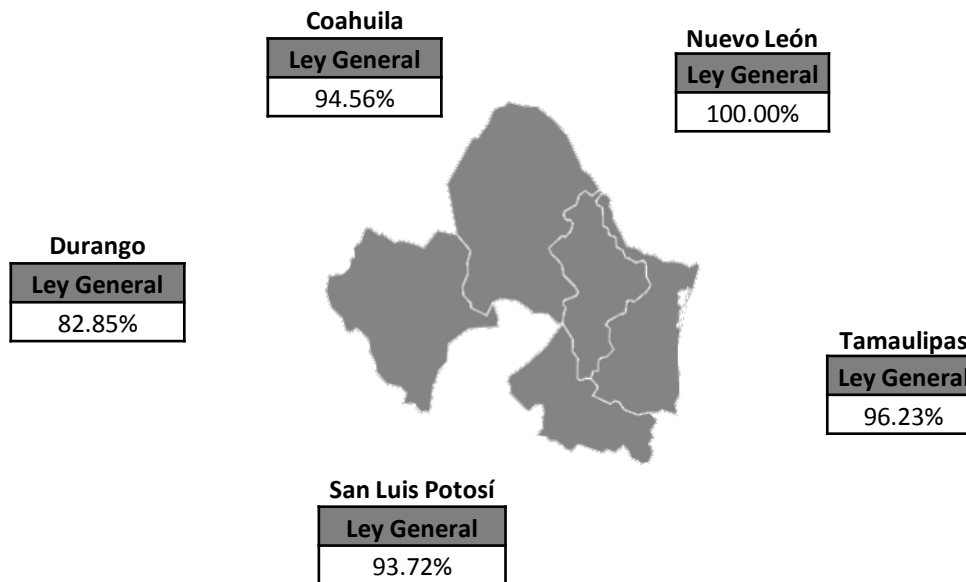 Coahuila
Ley General
94.56%
Nuevo León
Ley General
100.00%
Durango
Ley General
82.85%
Tamaulipas
Ley General
96.23%
San Luis Potosí
Ley General
93.72%